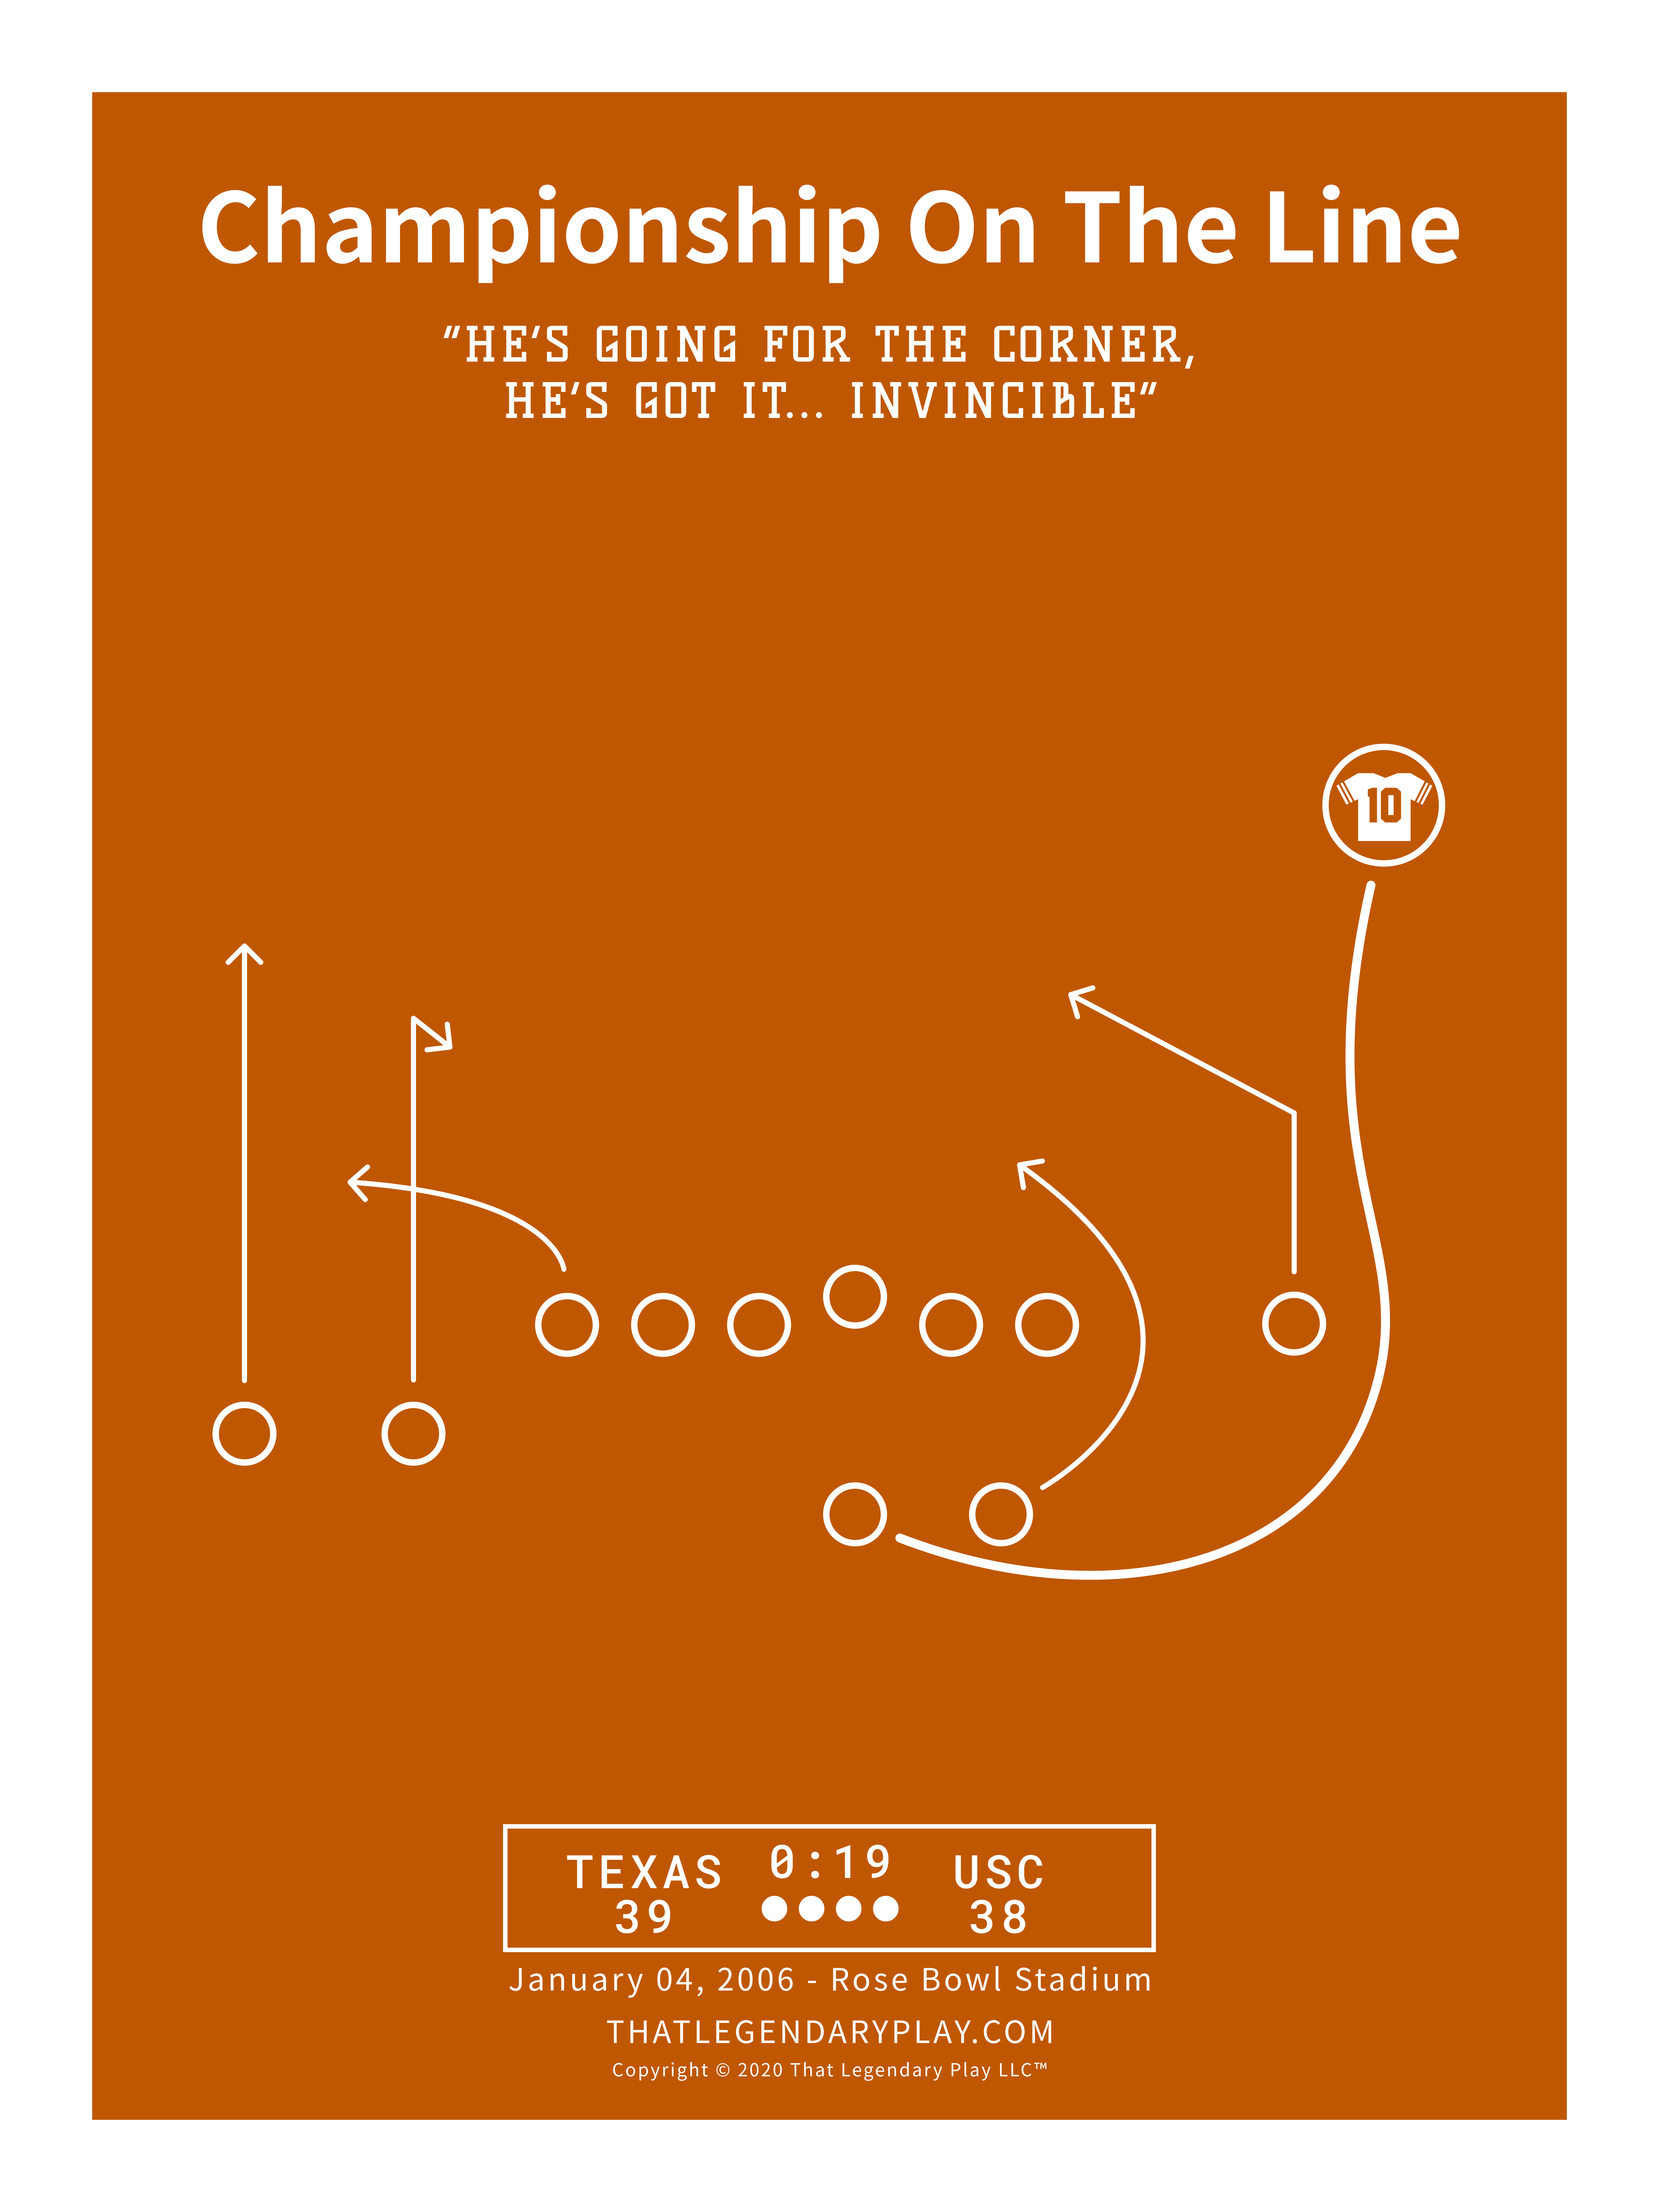 Championship On The Line
"HE'S GOING FOR THE CORNER,
HE'S GOT IT... INVINCIBLE"
10
TEXAS 0:19 USC
39 38
January 04, 2006 - Rose Bowl Stadium
THATLEGENDARYPLAY.COM
Copyright © 2020 That Legendary Play LLC™